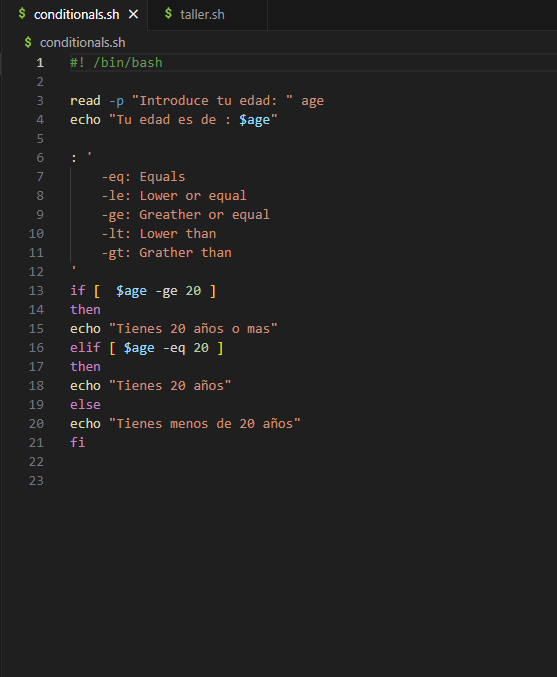 $ conditionals.sh × $ taller.sh
$ conditionals.sh
1 #! /bin/bash
2
3 read -p "Introduce tu edad: " age
4 echo "Tu edad es de : $age"
5
6 : '
7     -eq: Equals
8     -le: Lower or equal
9     -ge: Greather or equal
10     -lt: Lower than
11     -gt: Grather than
12 '
13 if [  $age -ge 20 ]
14 then
15 echo "Tienes 20 años o mas"
16 elif [ $age -eq 20 ]
17 then
18 echo "Tienes 20 años"
19 else
20 echo "Tienes menos de 20 años"
21 fi
22
23